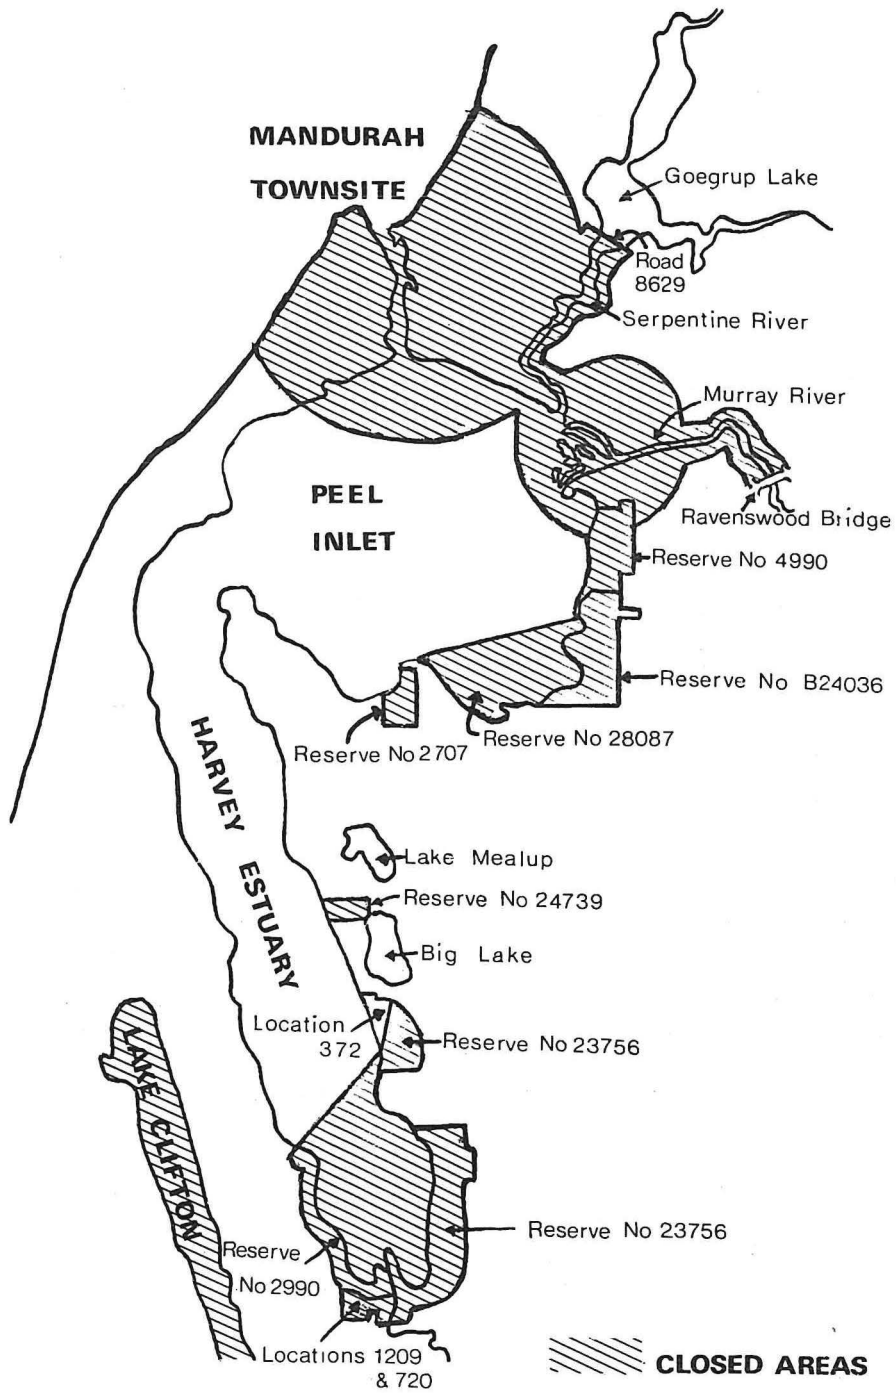 MANDURAH
TOWNSITE
Goegrup Lake
Road
8629
Serpentine River
Murray River
Ravenswood Bridge
PEEL
INLET
Reserve No 4990
Reserve No B24036
Reserve No 2707
Reserve No 28087
HARVEY ESTUARY
Lake Mealup
Reserve No 24739
Big Lake
Location
372
Reserve No 23756
LAKE CLIFTON
Reserve No 23756
Reserve
No 2990
Locations 1209
& 720
CLOSED AREAS